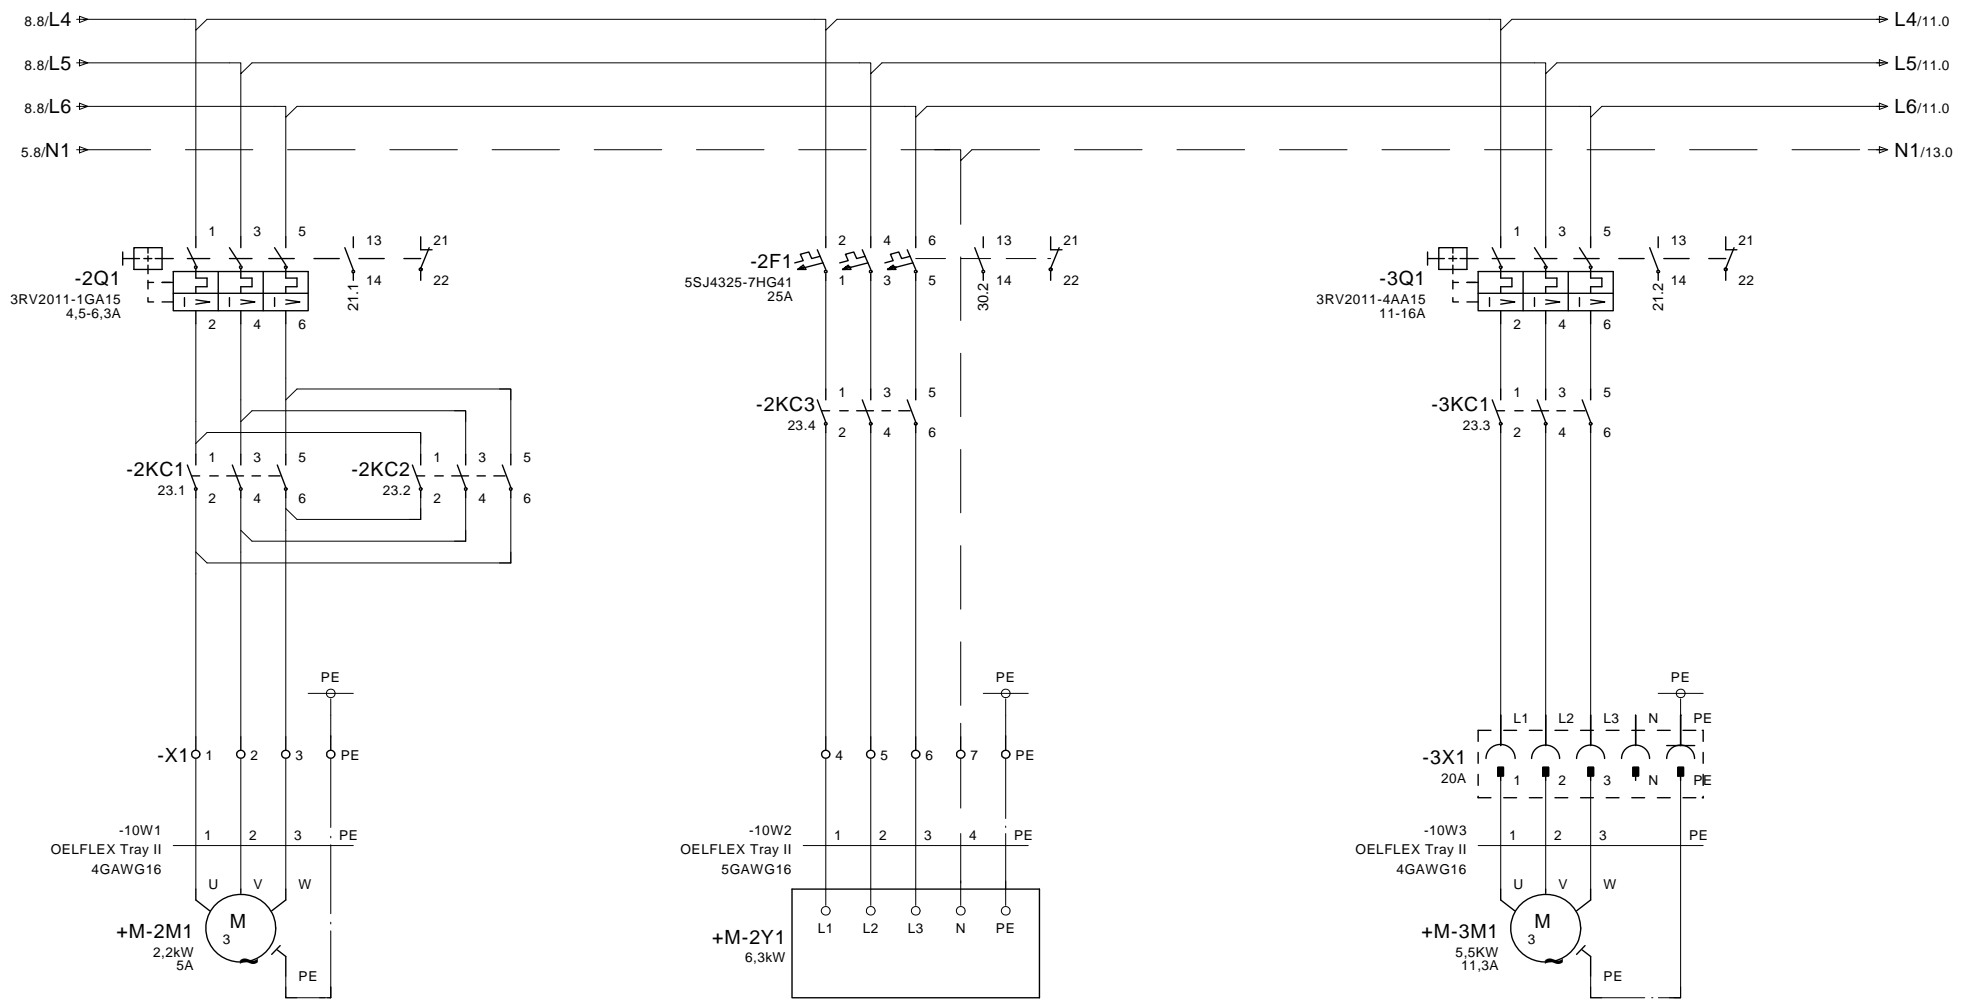 8.8/L4
L4/11.0
8.8/L5
L5/11.0
8.8/L6
L6/11.0
5.8/N1
N1/13.0
1 3 5 13 21
-2Q1
3RV2011-1GA15
4,5-6,3A
14 22
21.1
2 4 6
2 4 6 13 21
-2F1
5SJ4325-7HG41
25A
1 3 5 14 22
30.2
1 3 5 13 21
-3Q1
3RV2011-4AA15
11-16A
14 22
21.2
2 4 6
1 3 5
-2KC1
23.1
2 4 6
1 3 5
-2KC2
23.2
2 4 6
1 3 5
-2KC3
23.4
2 4 6
1 3 5
-3KC1
23.3
2 4 6
PE
-X1 1 2 3 PE
PE
4 5 6 7 PE
PE
L1 L2 L3 N PE
-3X1
20A
1 2 3 N PE
-10W1
OELFLEX Tray II
4GAWG16
1 2 3 PE
U V W
M
3
+M-2M1
2,2kW
5A
PE
-10W2
OELFLEX Tray II
5GAWG16
1 2 3 4 PE
L1 L2 L3 N PE
+M-2Y1
6,3kW
-10W3
OELFLEX Tray II
4GAWG16
1 2 3 PE
U V W
M
3
+M-3M1
5,5KW
11,3A
PE